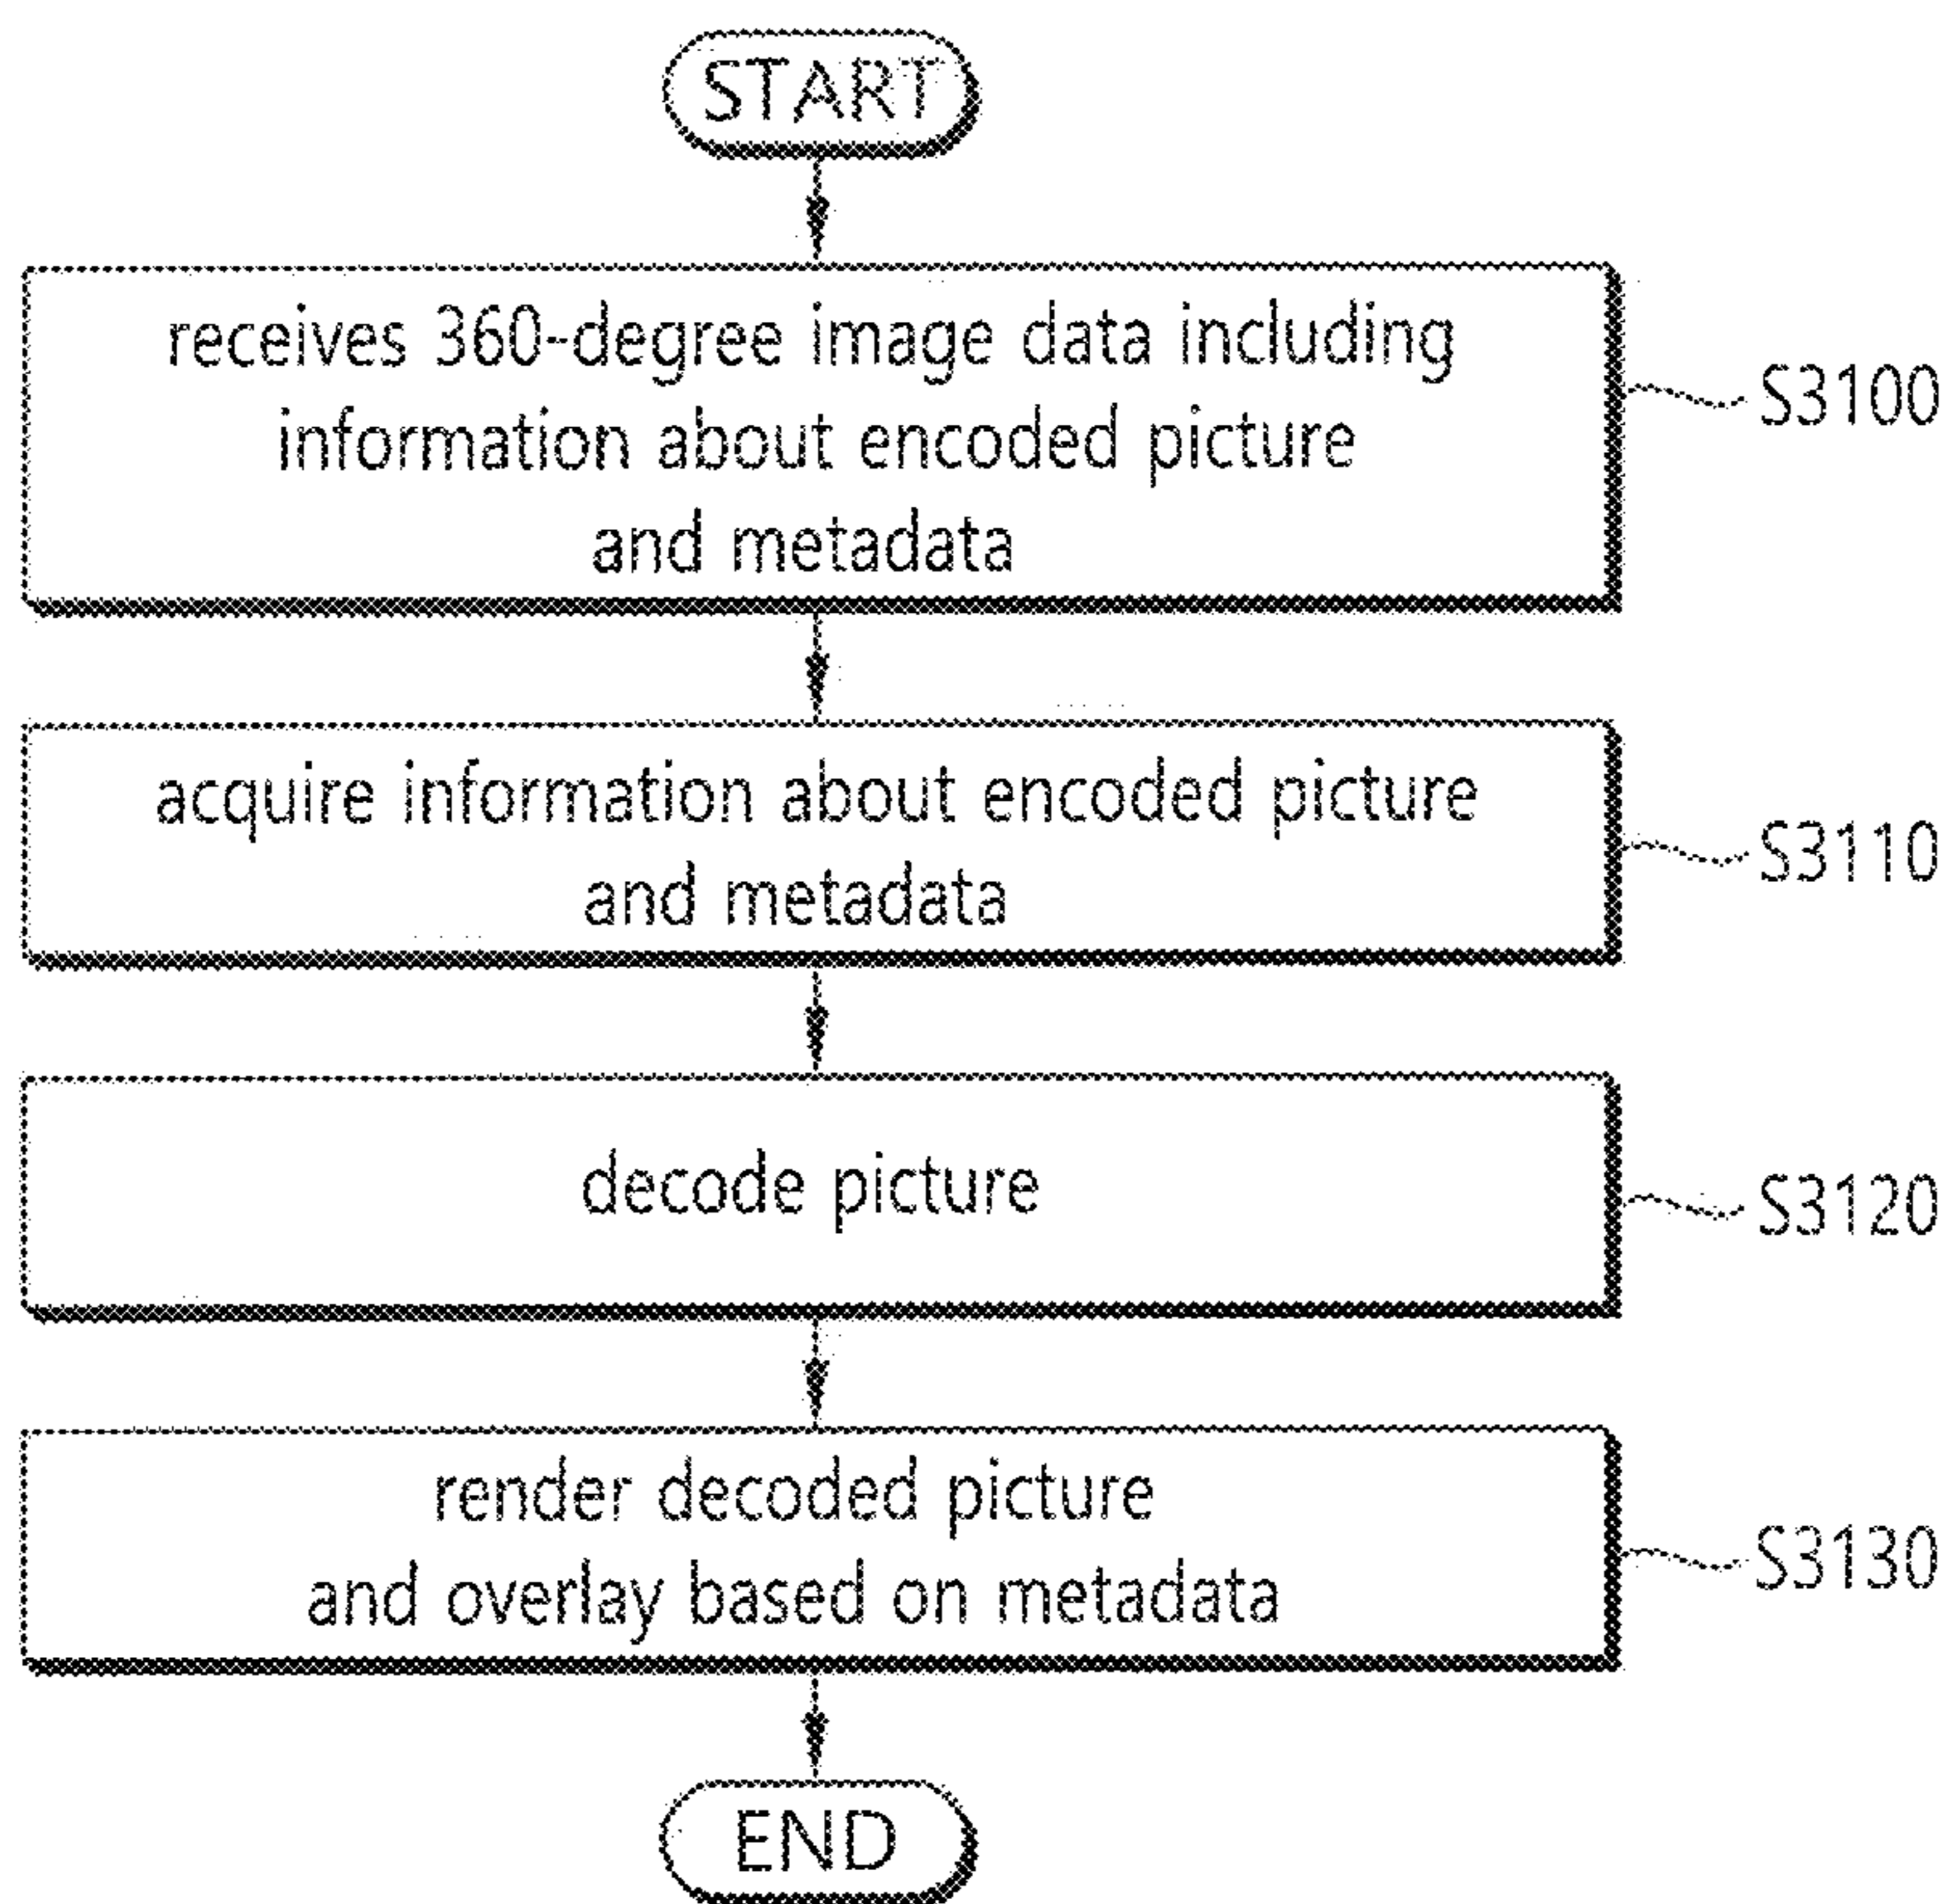 START
receives 360-degree image data including
information about encoded picture
and metadata
S3100
acquire information about encoded picture
and metadata
S3110
decode picture
S3120
render decoded picture
and overlay based on metadata
S3130
END